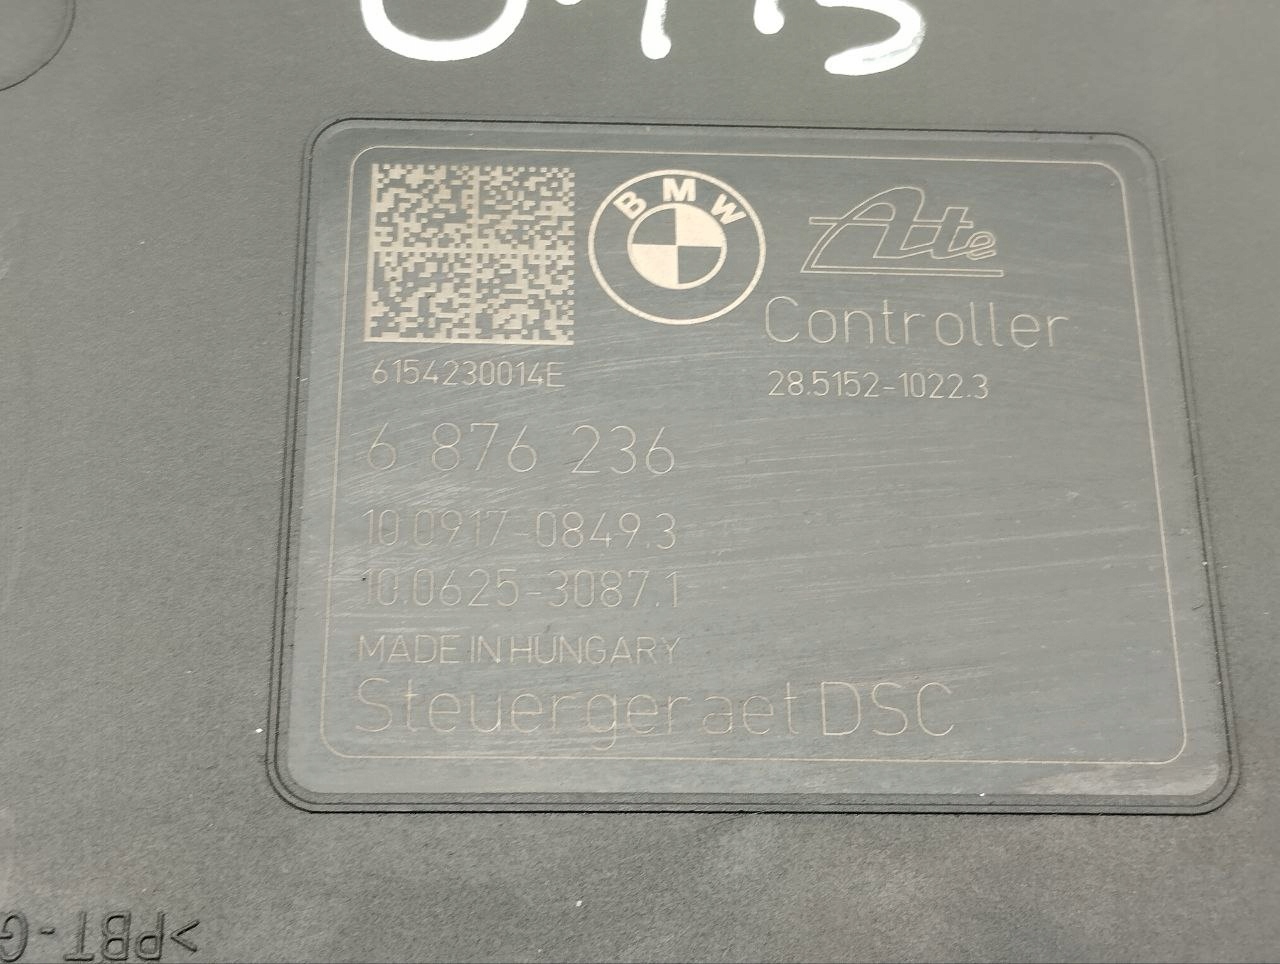 BMW
Ate
Controller
6154230014E
28.5152-1022.3
6 876 236
10.0917-0849.3
10.0625-3087.1
MADE IN HUNGARY
Steuergeraet DSC
>PBT-G